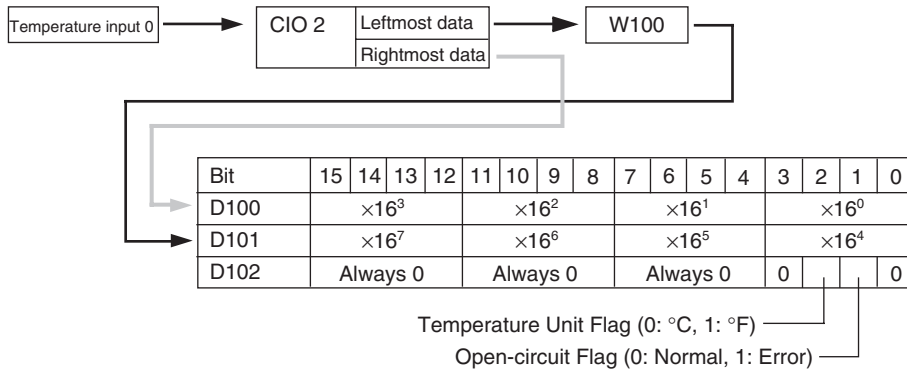 Temperature input 0
CIO 2
Leftmost data
Rightmost data
W100
Bit 15 14 13 12 11 10 9 8 7 6 5 4 3 2 1 0
D100 ×16³ ×16² ×16¹ ×16⁰
D101 ×16⁷ ×16⁶ ×16⁵ ×16⁴
D102 Always 0 Always 0 Always 0 0 0
Temperature Unit Flag (0: °C, 1: °F)
Open-circuit Flag (0: Normal, 1: Error)